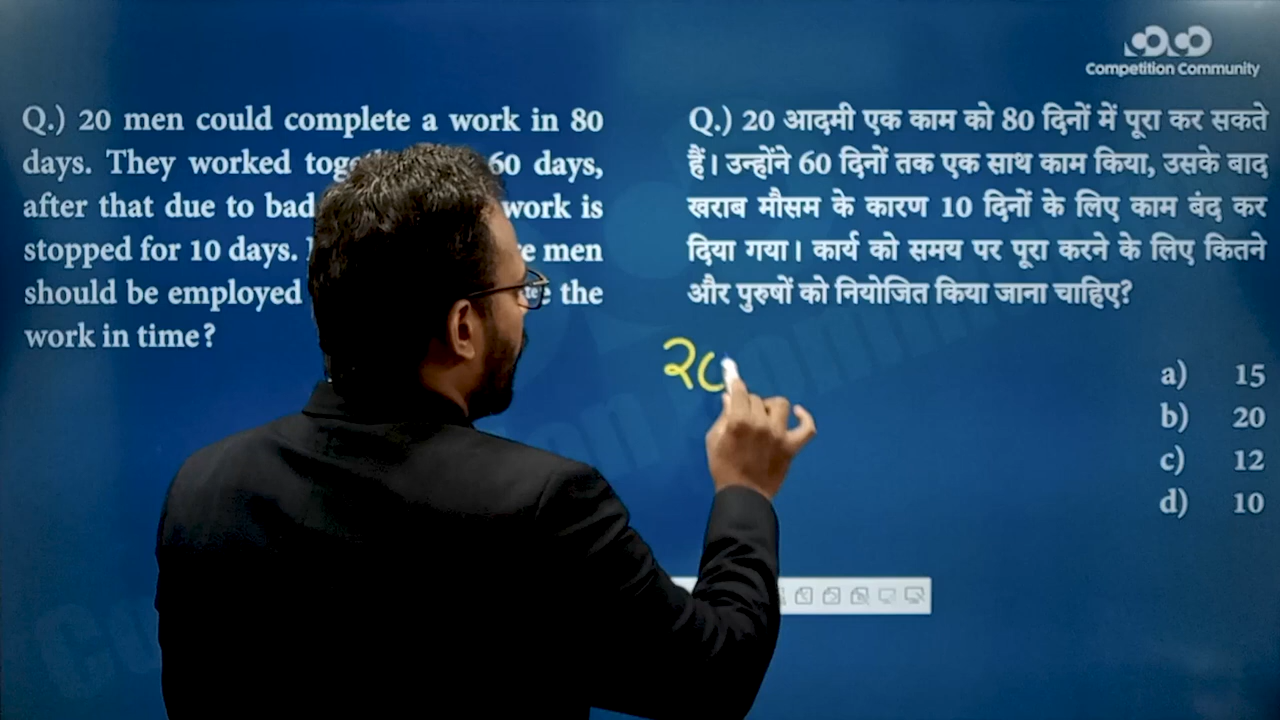 Competition Community
Q.) 20 men could complete a work in 80
days. They worked 60 days,
after that due to bad work is
stopped for 10 days. men
should be employed the
work in time?
Q.) 20 आदमी एक काम को 80 दिनों में पूरा कर सकते
हैं। उन्होंने 60 दिनों तक एक साथ काम किया, उसके बाद
खराब मौसम के कारण 10 दिनों के लिए काम बंद कर
दिया गया। कार्य को समय पर पूरा करने के लिए कितने
और पुरुषों को नियोजित किया जाना चाहिए?
a) 15
b) 20
c) 12
d) 10